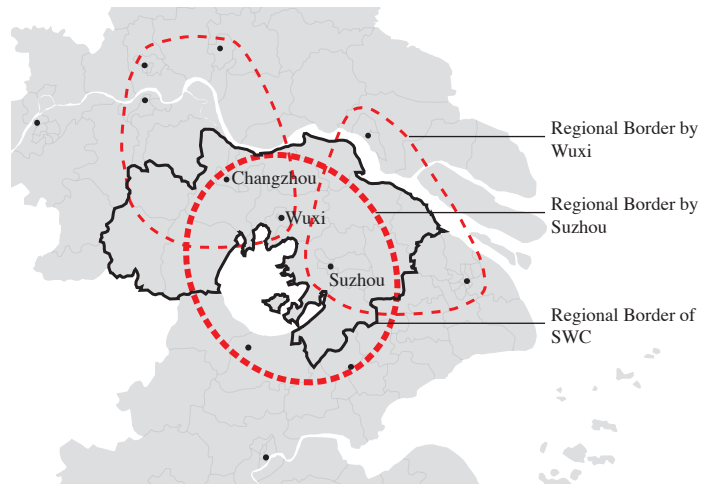 Regional Border by
Wuxi
Changzhou
Regional Border by
Suzhou
Wuxi
Suzhou
Regional Border of
SWC